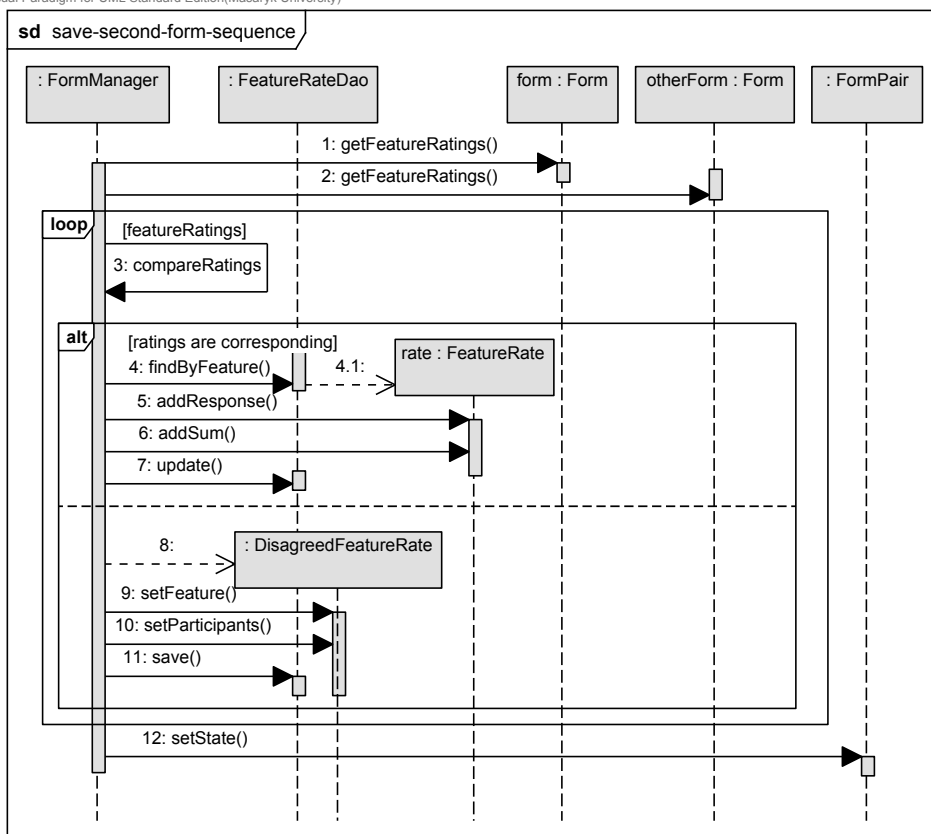 sd save-second-form-sequence
: FormManager
: FeatureRateDao
form : Form
otherForm : Form
: FormPair
1: getFeatureRatings()
2: getFeatureRatings()
loop
[featureRatings]
3: compareRatings
alt
[ratings are corresponding]
4: findByFeature()
4.1:
rate : FeatureRate
5: addResponse()
6: addSum()
7: update()
8:
: DisagreedFeatureRate
9: setFeature()
10: setParticipants()
11: save()
12: setState()